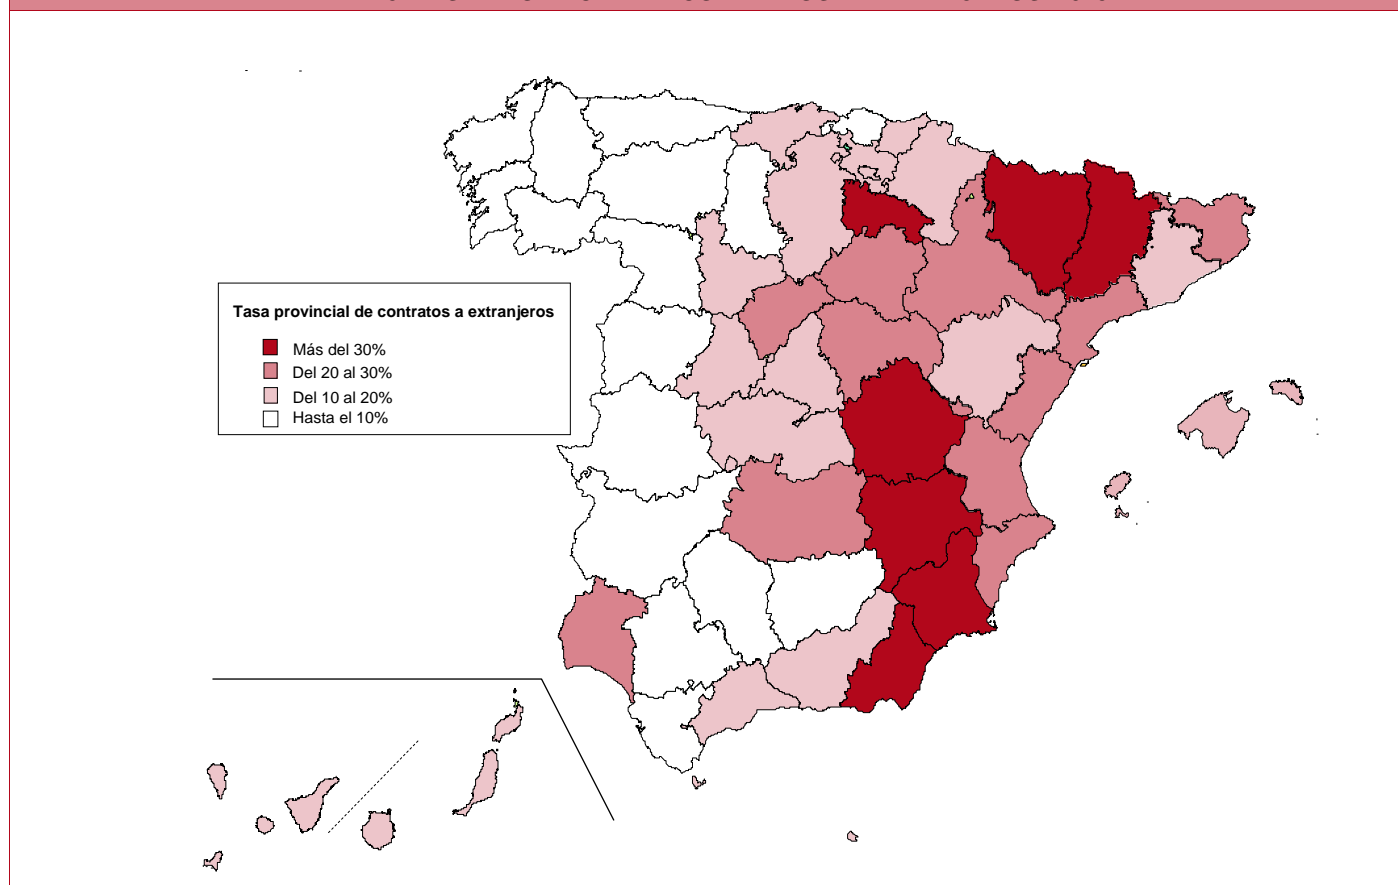 Tasa provincial de contratos a extranjeros
Más del 30%
Del 20 al 30%
Del 10 al 20%
Hasta el 10%